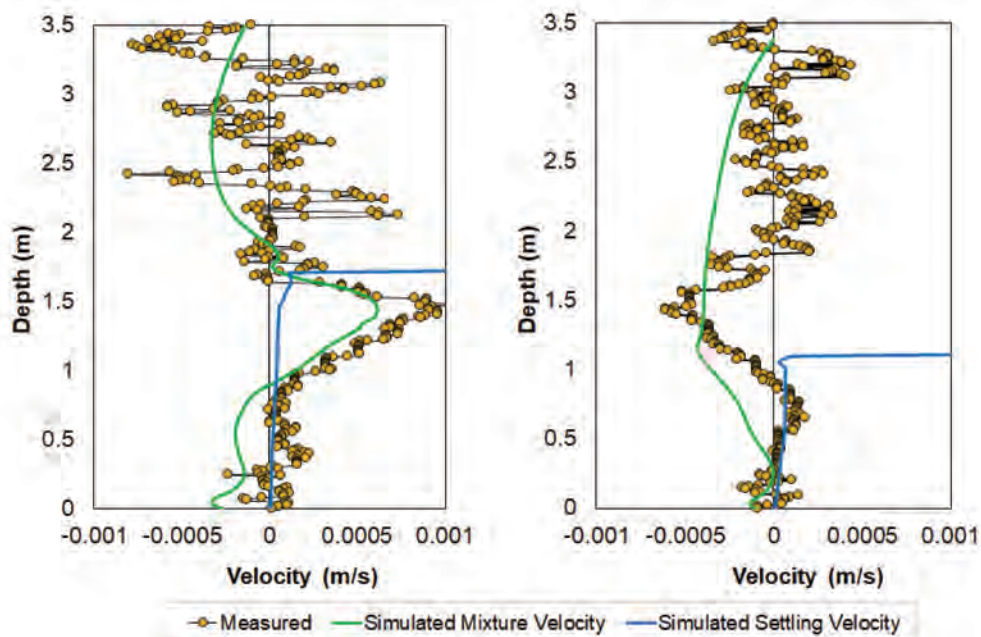 3.5
3
2.5
2
1.5
1
0.5
0
Depth (m)
-0.001 -0.0005 0 0.0005 0.001
Velocity (m/s)
3.5
3
2.5
2
1.5
1
0.5
0
Depth (m)
-0.001 -0.0005 0 0.0005 0.001
Velocity (m/s)
Measured Simulated Mixture Velocity Simulated Settling Velocity